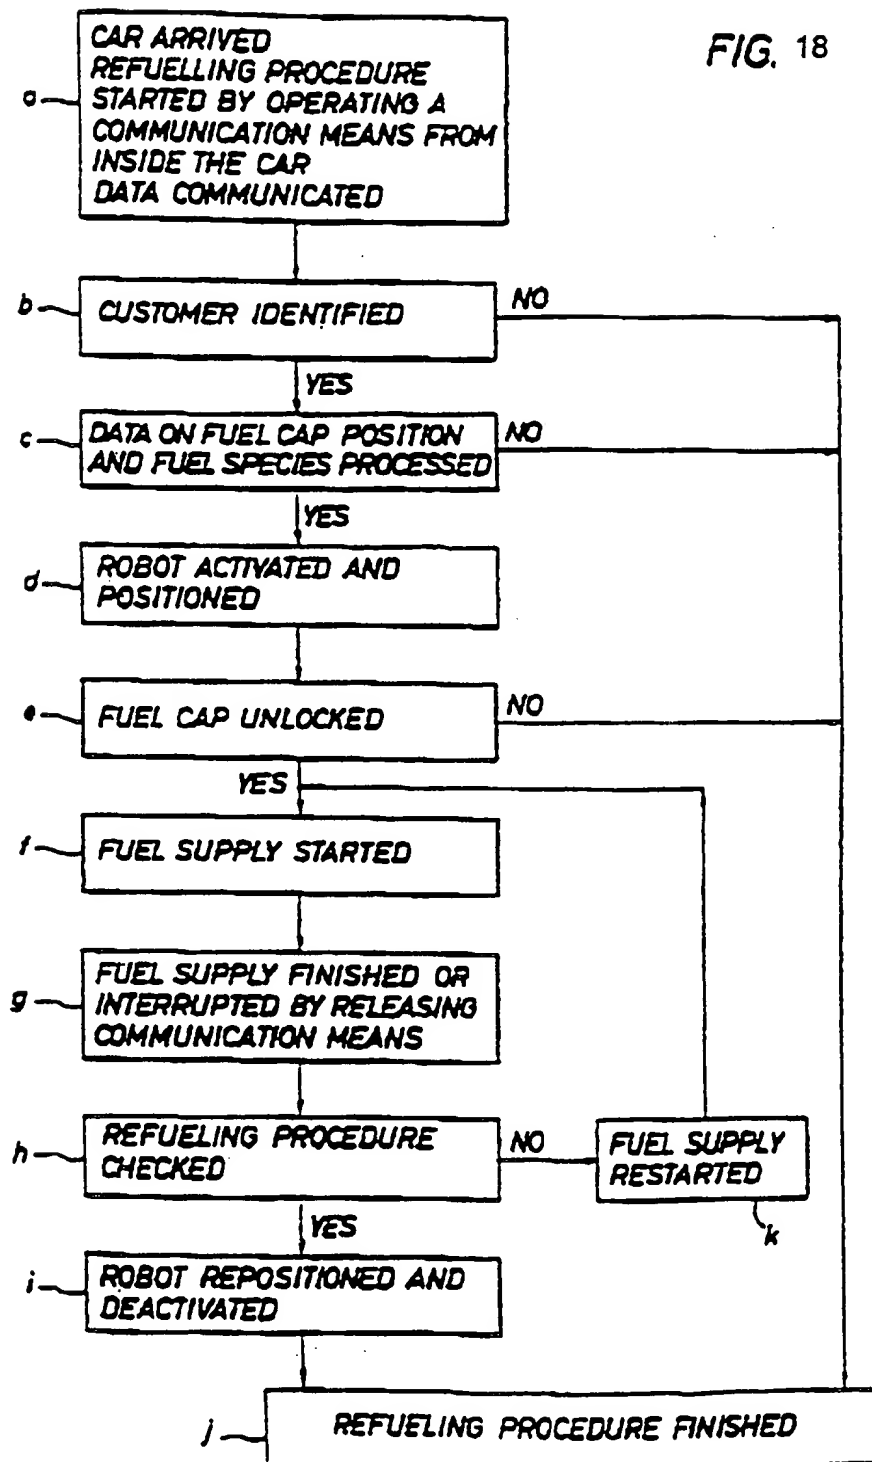 FIG. 18
a
CAR ARRIVED
REFUELLING PROCEDURE
STARTED BY OPERATING A
COMMUNICATION MEANS FROM
INSIDE THE CAR
DATA COMMUNICATED
b
CUSTOMER IDENTIFIED
NO
YES
c
DATA ON FUEL CAP POSITION
AND FUEL SPECIES PROCESSED
NO
YES
d
ROBOT ACTIVATED AND
POSITIONED
e
FUEL CAP UNLOCKED
NO
YES
f
FUEL SUPPLY STARTED
g
FUEL SUPPLY FINISHED OR
INTERRUPTED BY RELEASING
COMMUNICATION MEANS
h
REFUELING PROCEDURE
CHECKED
NO
FUEL SUPPLY
RESTARTED
k
YES
i
ROBOT REPOSITIONED AND
DEACTIVATED
j
REFUELING PROCEDURE FINISHED